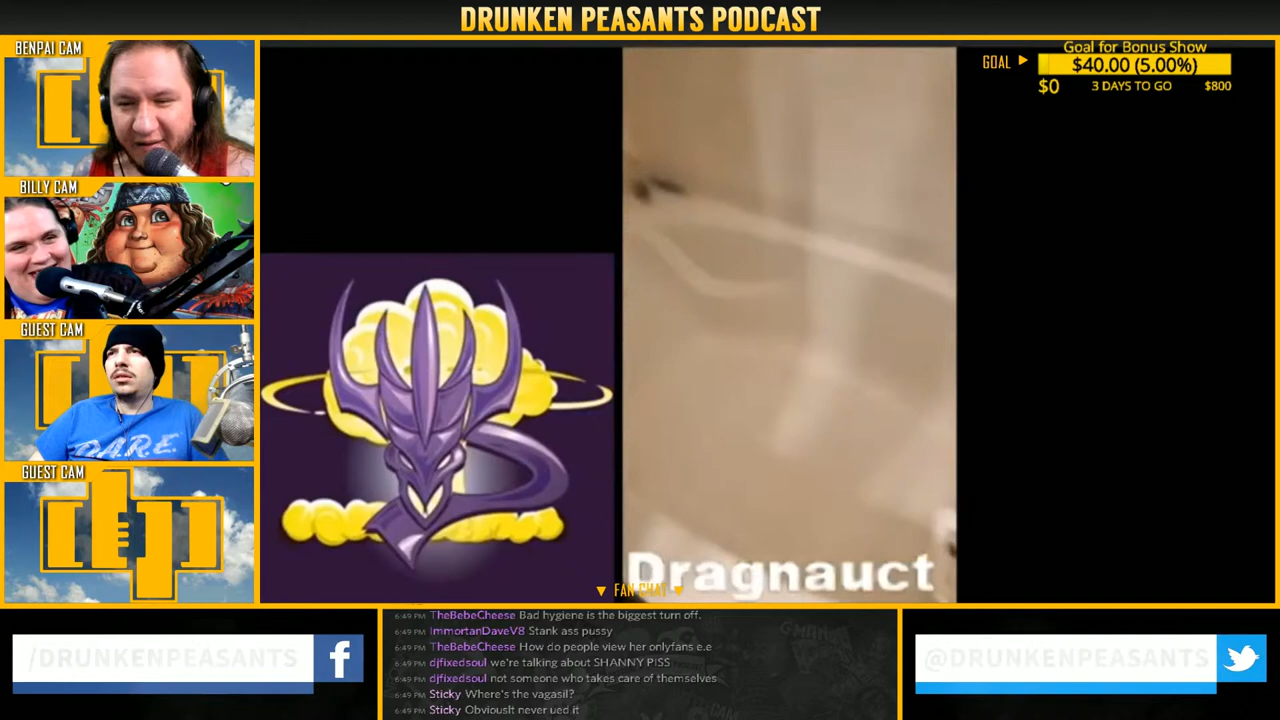 DRUNKEN PEASANTS PODCAST
BENPAI CAM
BILLY CAM
GUEST CAM
D.A.R.E.
GUEST CAM
GOAL ▶
Goal for Bonus Show
$40.00 (5.00%)
$0 3 DAYS TO GO $800
Dragnauct
▼ FAN CHAT ▼
6:49 PM TheBebeCheese Bad hygiene is the biggest turn off.
6:49 PM ImmortanDaveV8 Stank ass pussy
6:49 PM TheBebeCheese How do people view her onlyfans e.e
6:49 PM djfixedsoul we're talking about SHANNY PISS
6:49 PM djfixedsoul not someone who takes care of themselves
6:49 PM Sticky Where's the vagasil?
6:49 PM Sticky Obviouslt never ued it
/DRUNKENPEASANTS
@DRUNKENPEASANTS